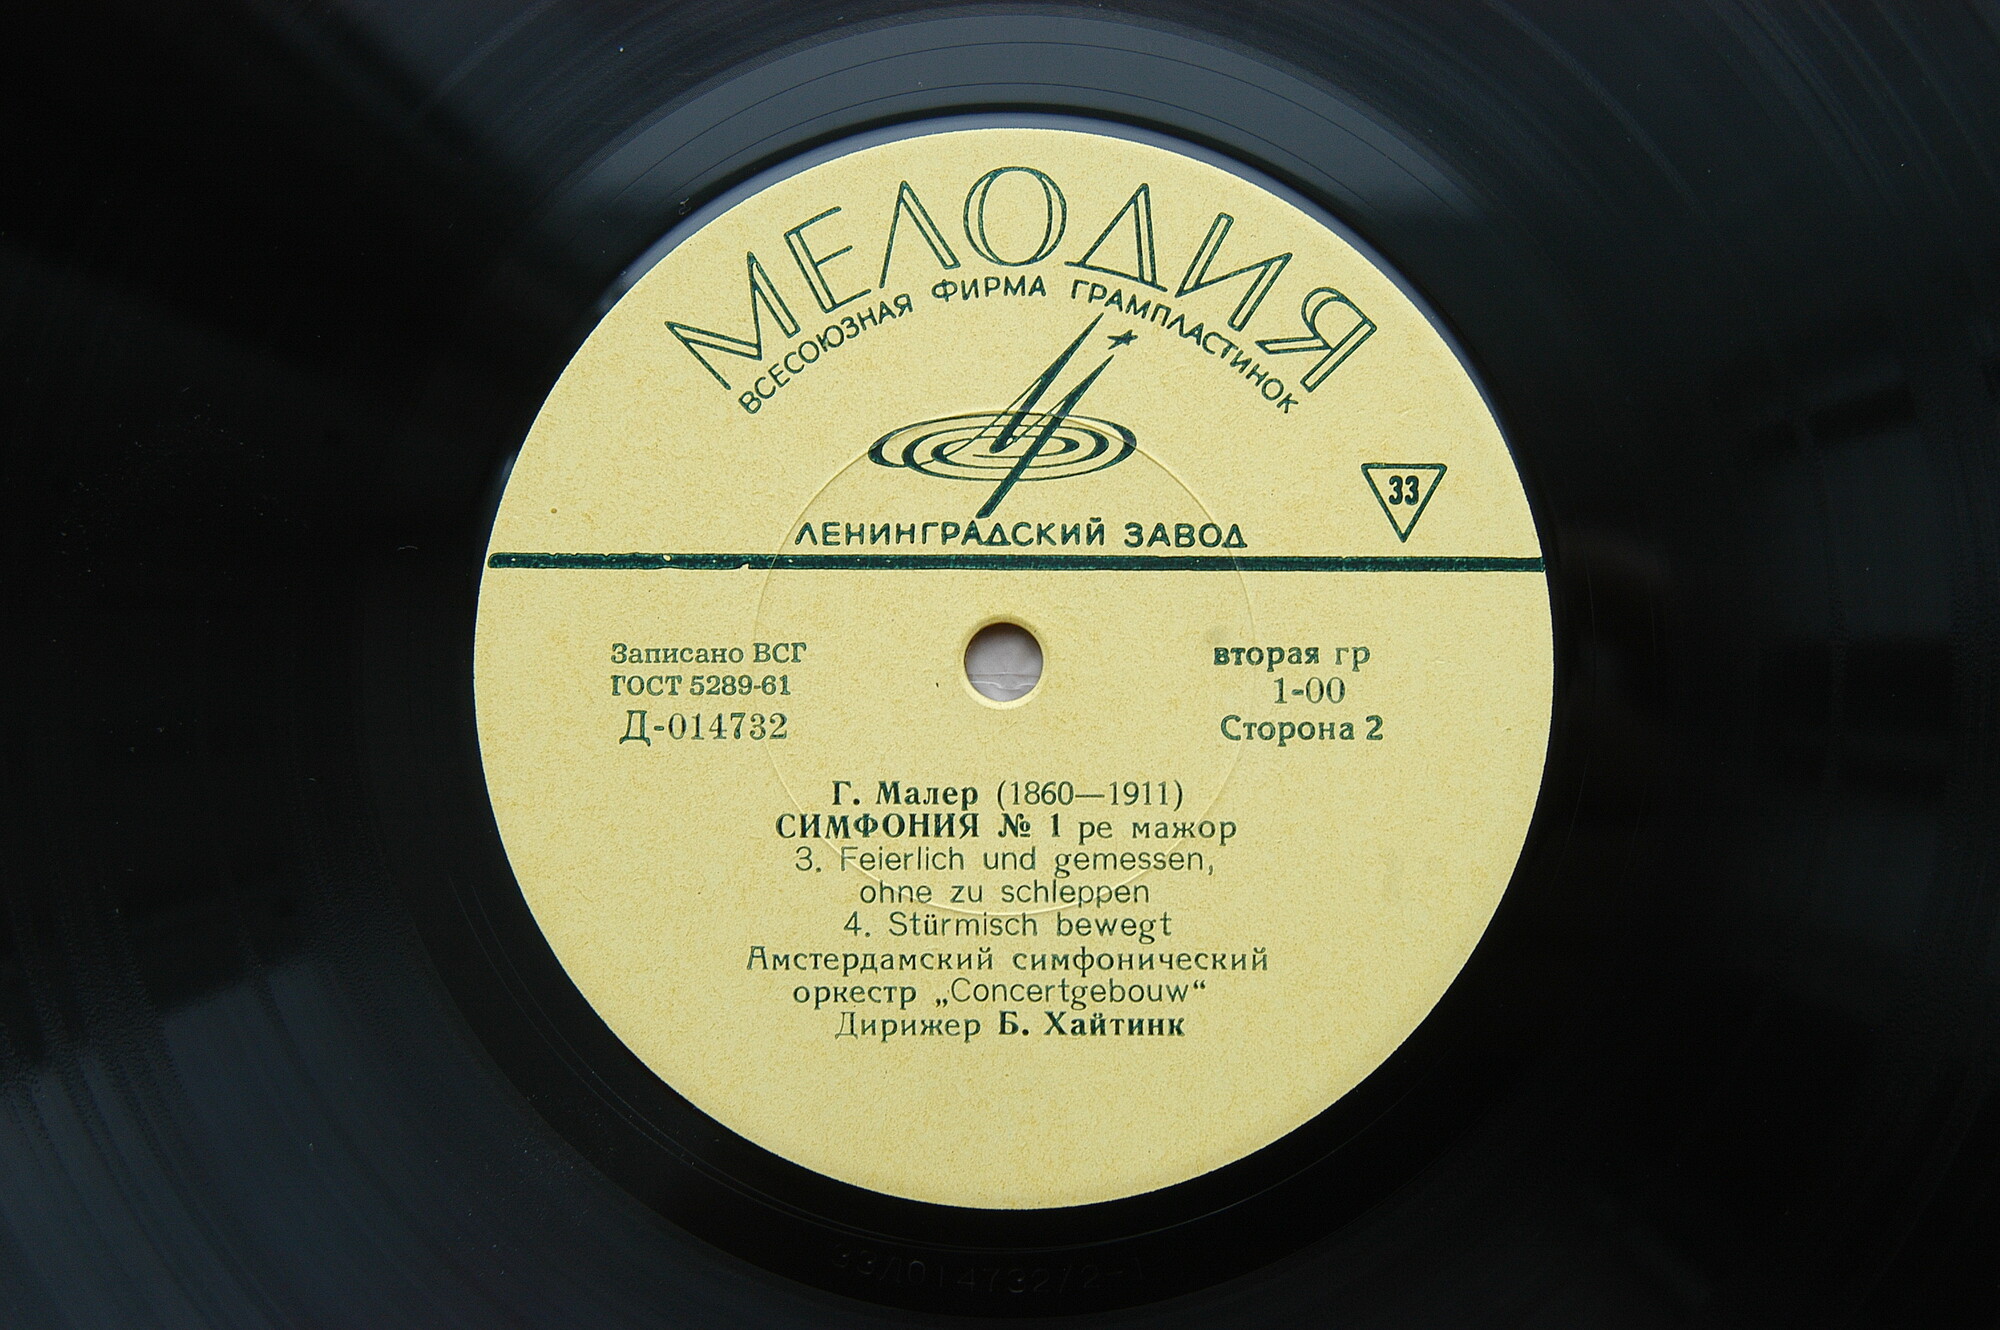 МЕЛОДИЯ
ВСЕСОЮЗНАЯ ФИРМА ГРАМПЛАСТИНОК
33
ЛЕНИНГРАДСКИЙ ЗАВОД
Записано ВСГ
ГОСТ 5289-61
Д-014732
вторая гр
1-00
Сторона 2
Г. Малер (1860—1911)
СИМФОНИЯ № 1 ре мажор
3. Feierlich und gemessen,
ohne zu schleppen
4. Stürmisch bewegt
Амстердамский симфонический
оркестр „Concertgebouw“
Дирижер Б. Хайтинк